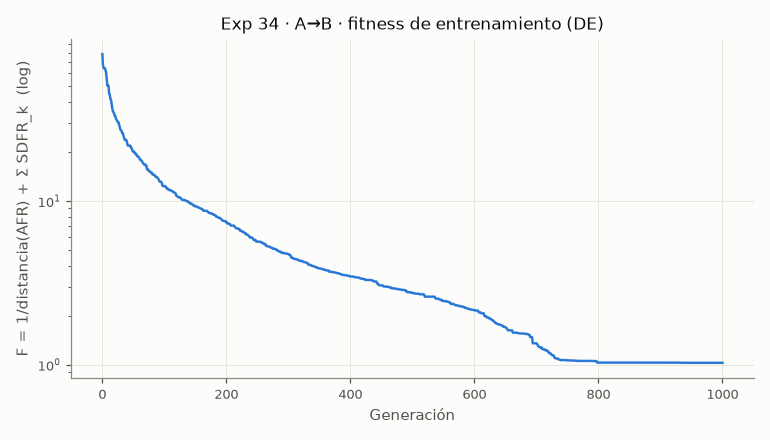 Exp 34 · A→B · fitness de entrenamiento (DE)
F = 1/distancia(AFR) + Σ SDFR_k  (log)
10¹
10⁰
0 200 400 600 800 1000
Generación